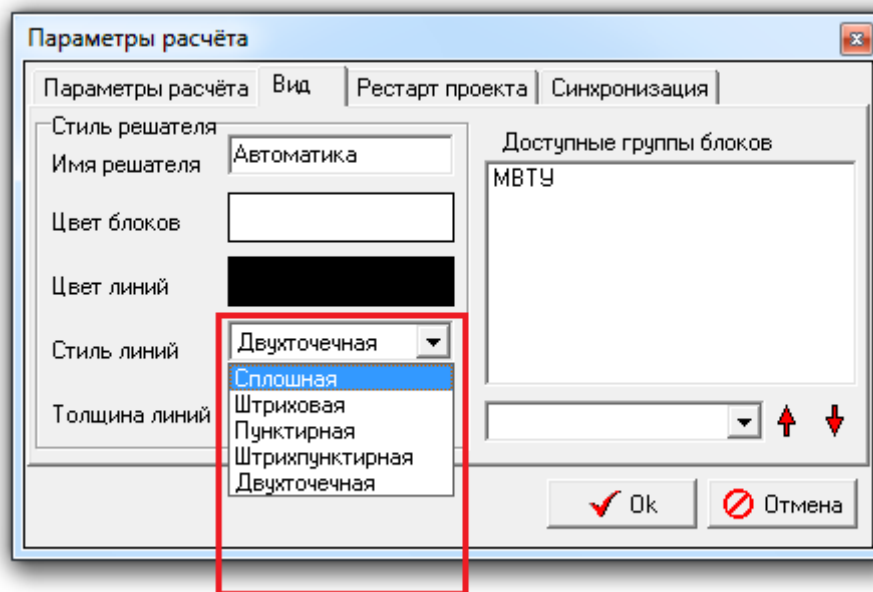 Параметры расчёта
Параметры расчёта Вид Рестарт проекта Синхронизация
Стиль решателя
Имя решателя Автоматика
Цвет блоков
Цвет линий
Стиль линий Двухточечная
Сплошная
Штриховая
Пунктирная
Штрихпунктирная
Двухточечная
Толщина линий
Доступные группы блоков
МВТУ
Ok Отмена